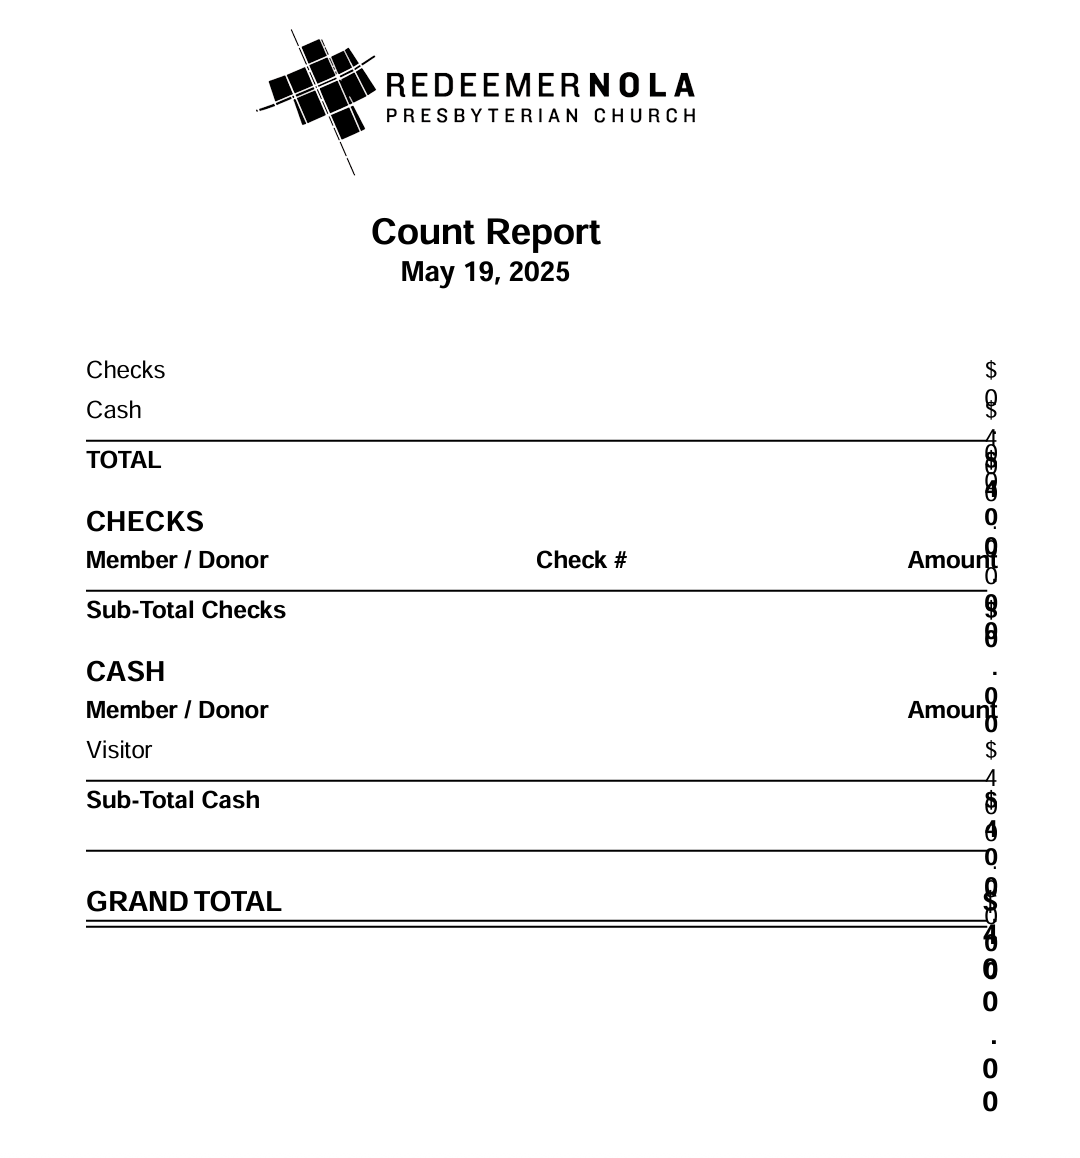 REDEEMERNOLA
PRESBYTERIAN CHURCH
Count Report
May 19, 2025
Checks $0.00
Cash $400.00
TOTAL $400.00
CHECKS
Member / Donor Check # Amount
Sub-Total Checks $0.00
CASH
Member / Donor Amount
Visitor $400.00
Sub-Total Cash $400.00
GRAND TOTAL $400.00